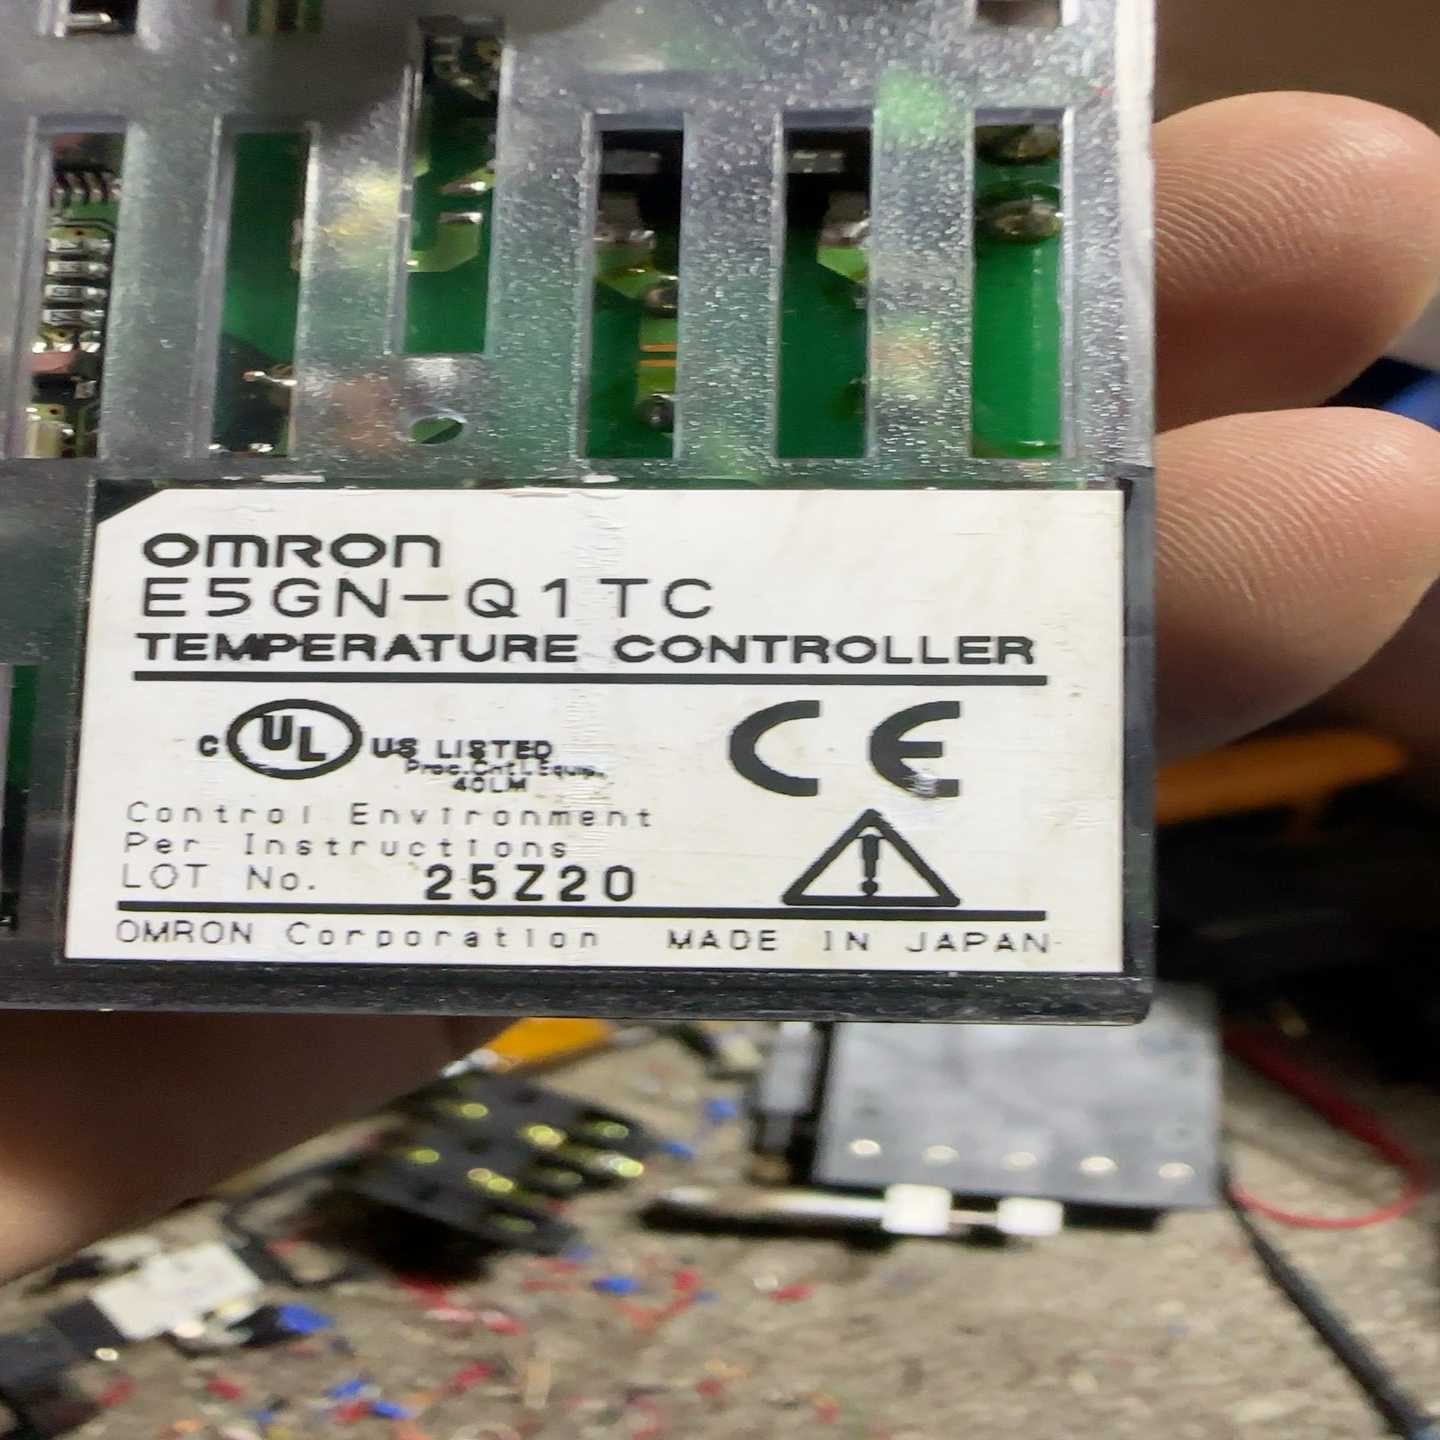 OMRON
E5GN-Q1TC
TEMPERATURE CONTROLLER
c UL US LISTED
Proc.Cntl.Equip.
40LM
CE
Control Environment
Per Instructions
LOT No. 25Z20
OMRON Corporation MADE IN JAPAN